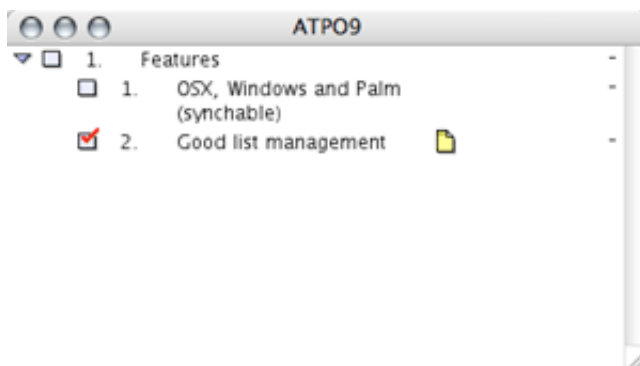 ATPO9
1. Features -
1. OSX, Windows and Palm -
(synchable)
2. Good list management -